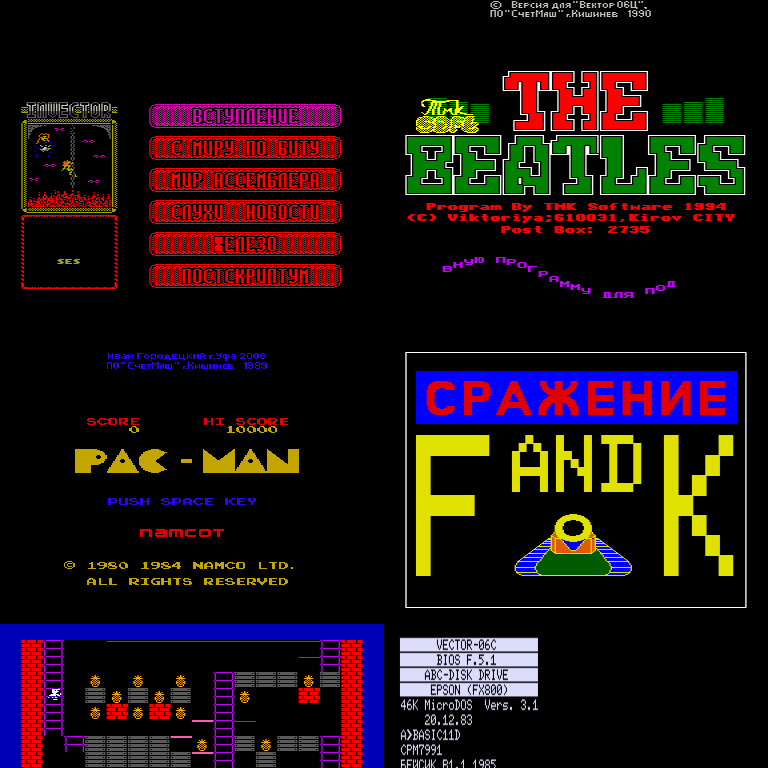 INVECTOR
ВСТУПЛЕНИЕ
С МИРУ ПО БИТУ
МИР АССЕМБЛЕРА
СЛУХИ НОВОСТИ
ЖЕЛЕЗО
ПОСТСКРИПТУМ
SES
© Версия для "Вектор 06Ц",
ПО "СчетМаш" г.Кишинев 1990
ТМК
THE
BEATLES
Program By TMK Software 1994
(C) Viktoriya;610031,Kirov CITY
Post Box: 2735
ВНУЮ ПРОГРАММУ ДЛЯ ПОД
Иван Городецкий г.Уфа 2008
ПО "СчетМаш" г.Кишинев 1989
SCORE HI SCORE
0 10000
PAC-MAN
PUSH SPACE KEY
namcot
© 1980 1984 NAMCO LTD.
ALL RIGHTS RESERVED
СРАЖЕНИЕ
F AND K
VECTOR-06C
BIOS F.5.1
ABC-DISK DRIVE
EPSON (FX800)
46K MicroDOS Vers. 3.1
20.12.83
A>BASIC11D
CPM7991
БЕЙСИК В1.1 1985